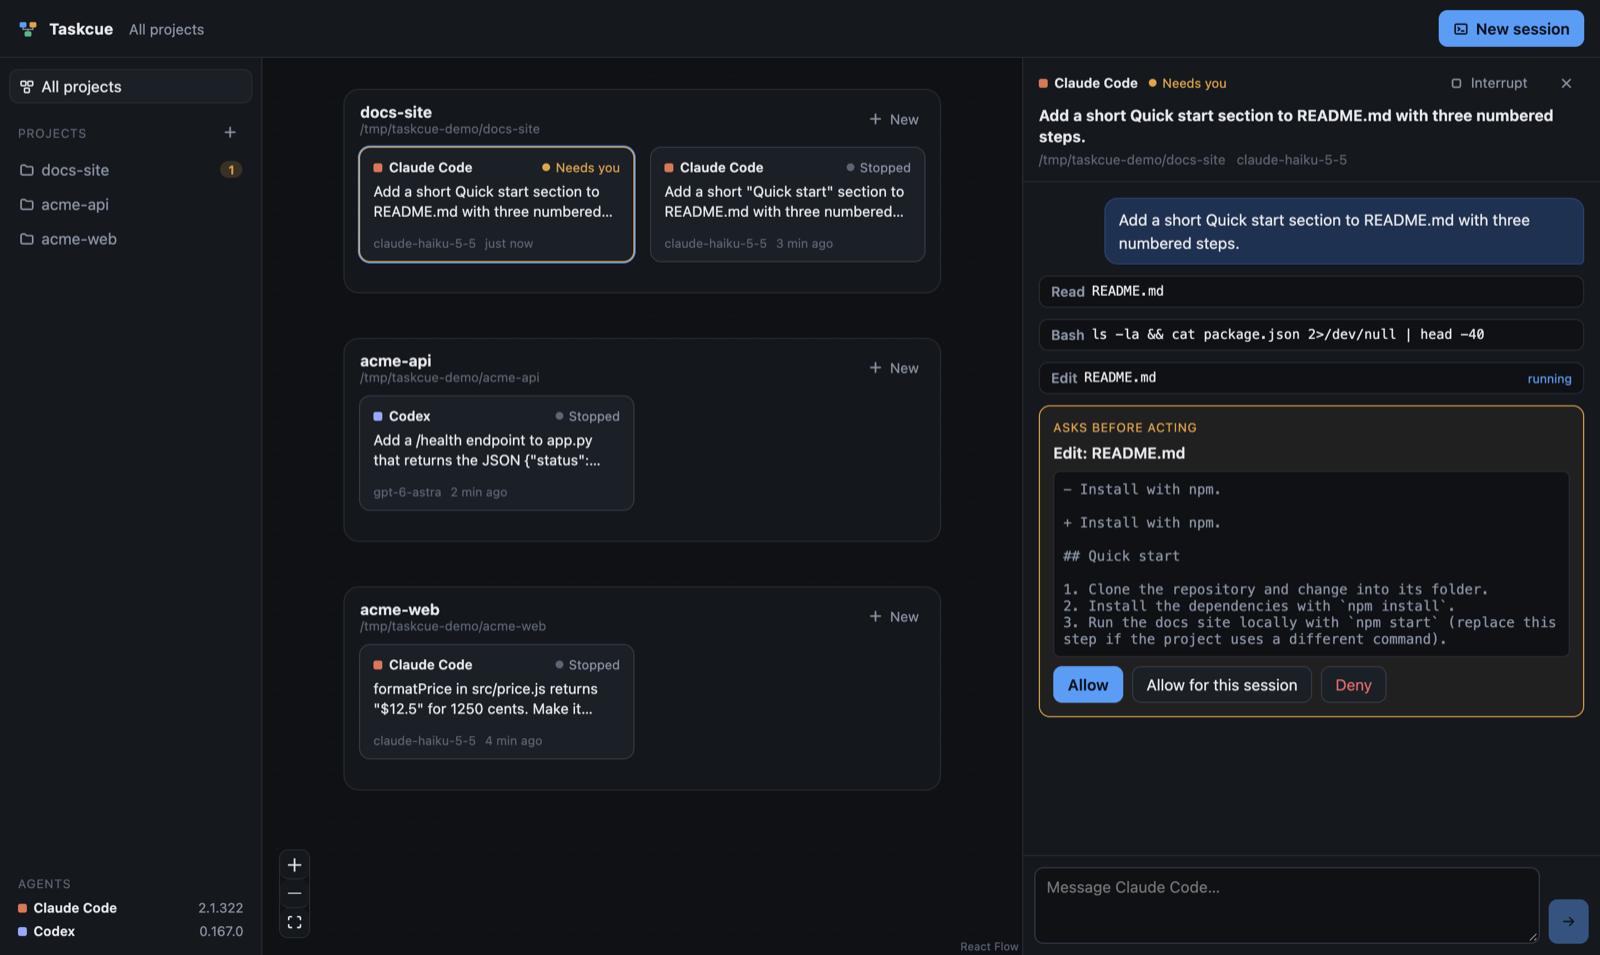 Taskcue All projects
New session
All projects
PROJECTS
docs-site 1
acme-api
acme-web
AGENTS
Claude Code 2.1.322
Codex 0.167.0
docs-site
/tmp/taskcue-demo/docs-site
+ New
Claude Code Needs you
Add a short Quick start section to
README.md with three numbered...
claude-haiku-5-5 just now
Claude Code Stopped
Add a short "Quick start" section to
README.md with three numbered...
claude-haiku-5-5 3 min ago
acme-api
/tmp/taskcue-demo/acme-api
+ New
Codex Stopped
Add a /health endpoint to app.py
that returns the JSON {"status":...
gpt-6-astra 2 min ago
acme-web
/tmp/taskcue-demo/acme-web
+ New
Claude Code Stopped
formatPrice in src/price.js returns
"$12.5" for 1250 cents. Make it...
claude-haiku-5-5 4 min ago
React Flow
Claude Code Needs you Interrupt
Add a short Quick start section to README.md with three numbered
steps.
/tmp/taskcue-demo/docs-site claude-haiku-5-5
Add a short Quick start section to README.md with three
numbered steps.
Read README.md
Bash ls -la && cat package.json 2>/dev/null | head -40
Edit README.md running
ASKS BEFORE ACTING
Edit: README.md
- Install with npm.
+ Install with npm.
## Quick start
1. Clone the repository and change into its folder.
2. Install the dependencies with `npm install`.
3. Run the docs site locally with `npm start` (replace this
step if the project uses a different command).
Allow Allow for this session Deny
Message Claude Code...